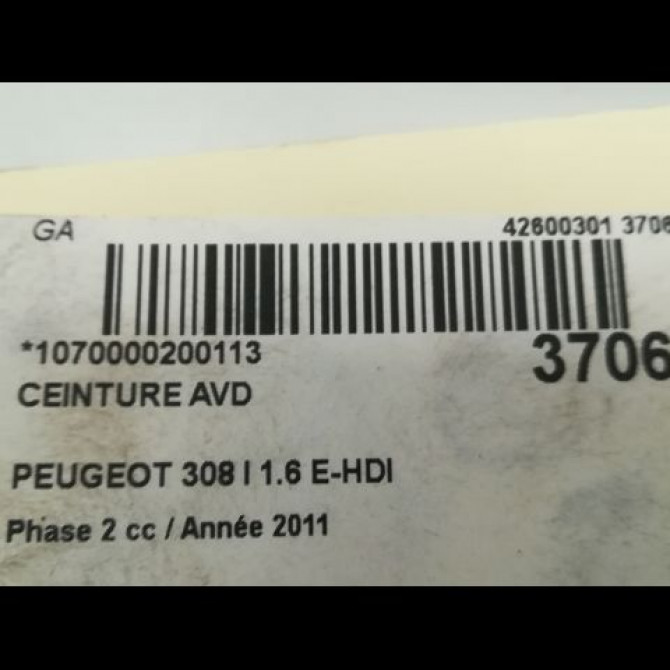 GA 42600301 3706
*1070000200113 3706
CEINTURE AVD
PEUGEOT 308 I 1.6 E-HDI
Phase 2 cc / Année 2011